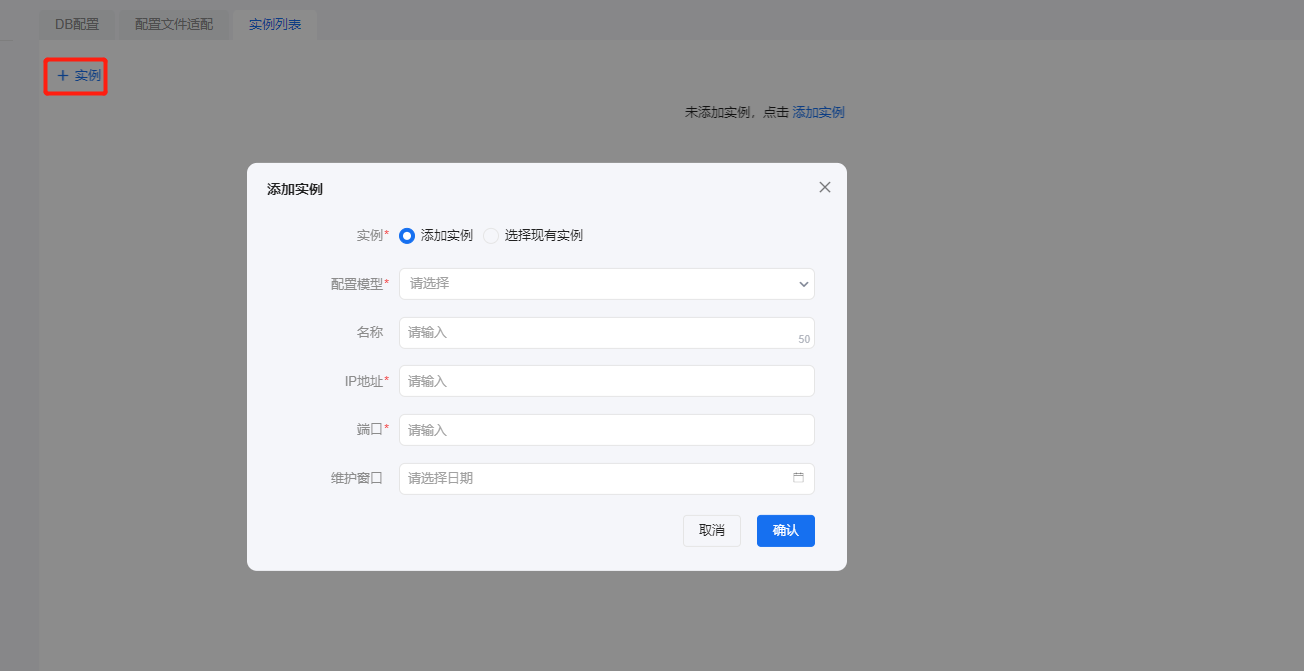 DB配置 配置文件适配 实例列表
+ 实例
未添加实例，点击 添加实例
添加实例
实例* 添加实例 选择现有实例
配置模型* 请选择
名称 请输入 50
IP地址* 请输入
端口* 请输入
维护窗口 请选择日期
取消 确认